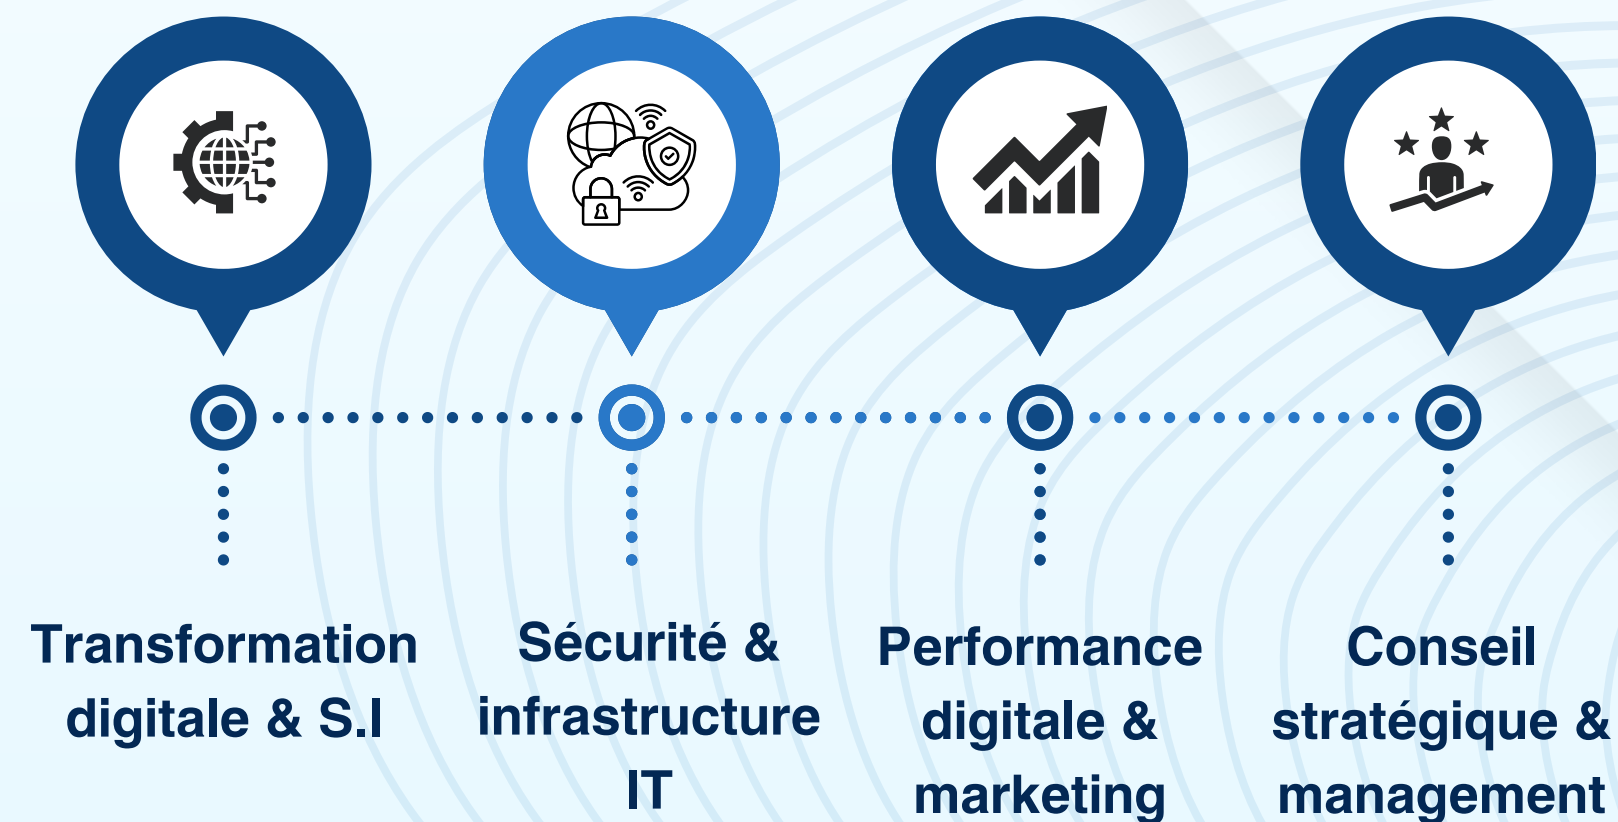 Transformation
digitale & S.I
Sécurité &
infrastructure
IT
Performance
digitale &
marketing
Conseil
stratégique &
management